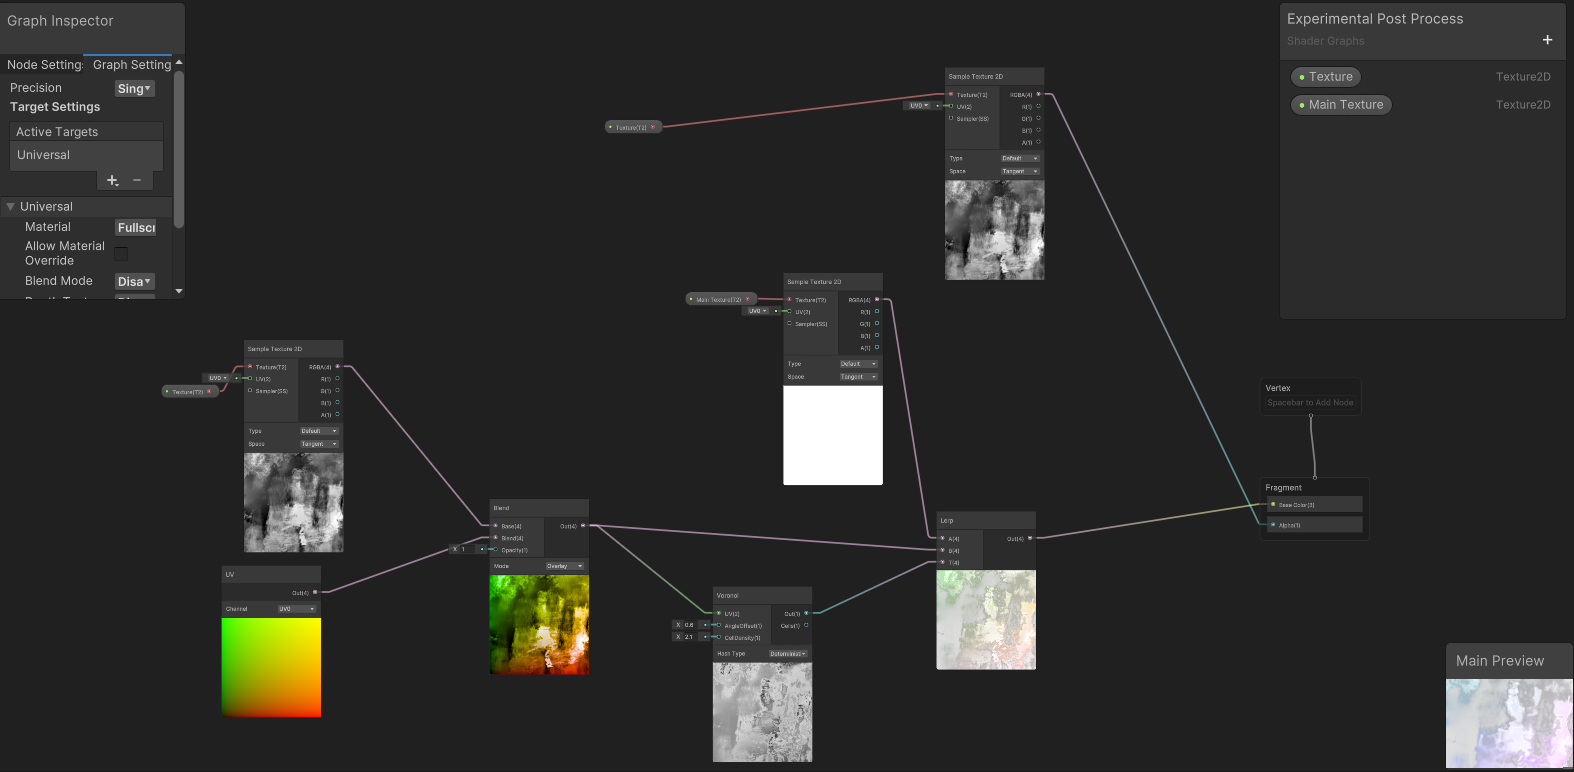 Graph Inspector
Node Setting: Graph Setting
Precision Sing
Target Settings
Active Targets
Universal
Universal
Material Fullscr
Allow Material
Override
Blend Mode Disa
Experimental Post Process
Shader Graphs
Texture Texture2D
Main Texture Texture2D
Sample Texture 2D
Texture(T2) RGBA(4)
UV0 UV(2) R(1)
Sampler(SS) G(1)
B(1)
A(1)
Type Default
Space Tangent
Texture(T2)
Sample Texture 2D
Main Texture(T2) Texture(T2) RGBA(4)
UV0 UV(2) R(1)
Sampler(SS) G(1)
B(1)
A(1)
Type Default
Space Tangent
Sample Texture 2D
Texture(T2) RGBA(4)
UV0 UV(2) R(1)
Texture(T2) Sampler(SS) G(1)
B(1)
A(1)
Type Default
Space Tangent
UV
Out(4)
Channel UV0
Blend
Base(4) Out(4)
Blend(4)
X 1 Opacity(1)
Mode Overlay
Voronoi
UV(2) Out(1)
X 0.6 AngleOffset(1) Cells(1)
X 2.1 CellDensity(1)
Hash Type Determinist
Lerp
A(4) Out(4)
B(4)
T(4)
Vertex
Spacebar to Add Node
Fragment
Base Color(3)
Alpha(1)
Main Preview